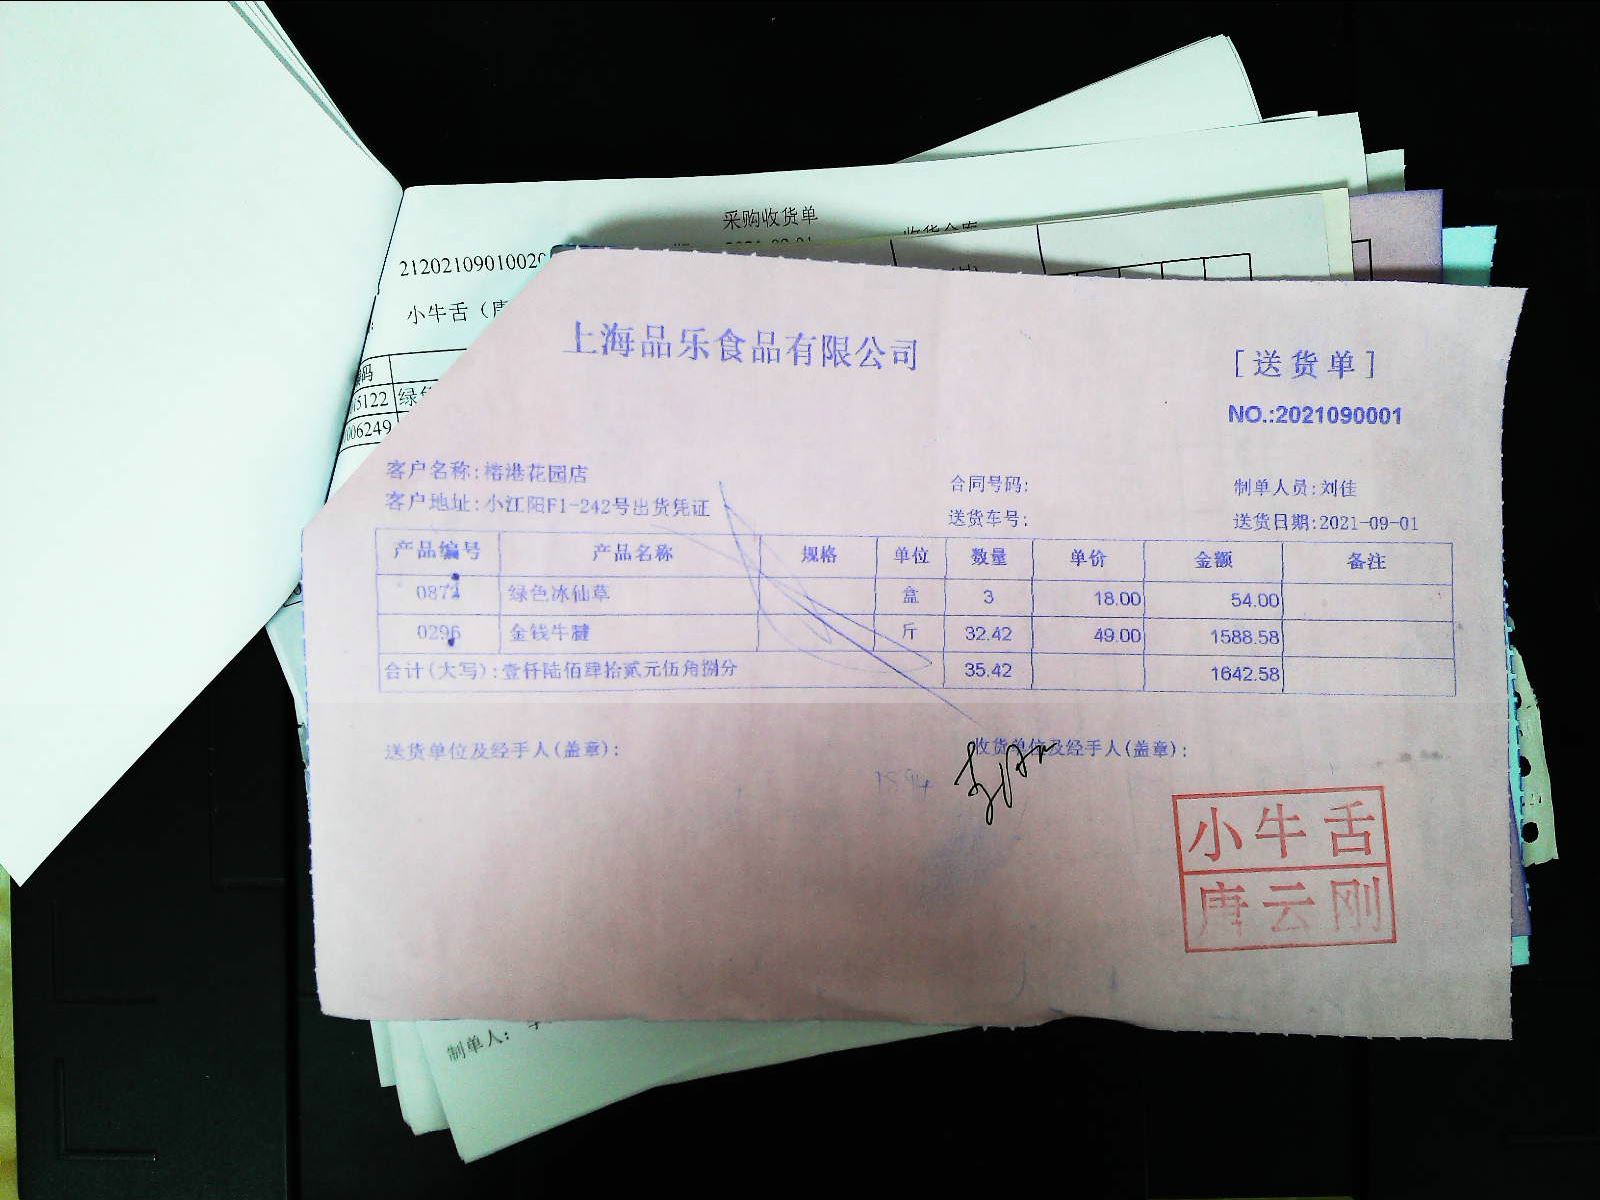 采购收货单
21202109010020
小牛舌（唐
码
5122 绿色
006249
上海品乐食品有限公司
[送货单]
NO.:2021090001
客户名称:榕港花园店
合同号码:
制单人员:刘佳
客户地址:小江阳F1-242号出货凭证
送货车号:
送货日期:2021-09-01
产品编号 产品名称 规格 单位 数量 单价 金额 备注
0872 绿色冰仙草 盒 3 18.00 54.00
0296 金钱牛腱 斤 32.42 49.00 1588.58
合计(大写):壹仟陆佰肆拾贰元伍角捌分 35.42 1642.58
送货单位及经手人(盖章):
收货单位及经手人(盖章):
小牛舌
唐云刚
制单人: